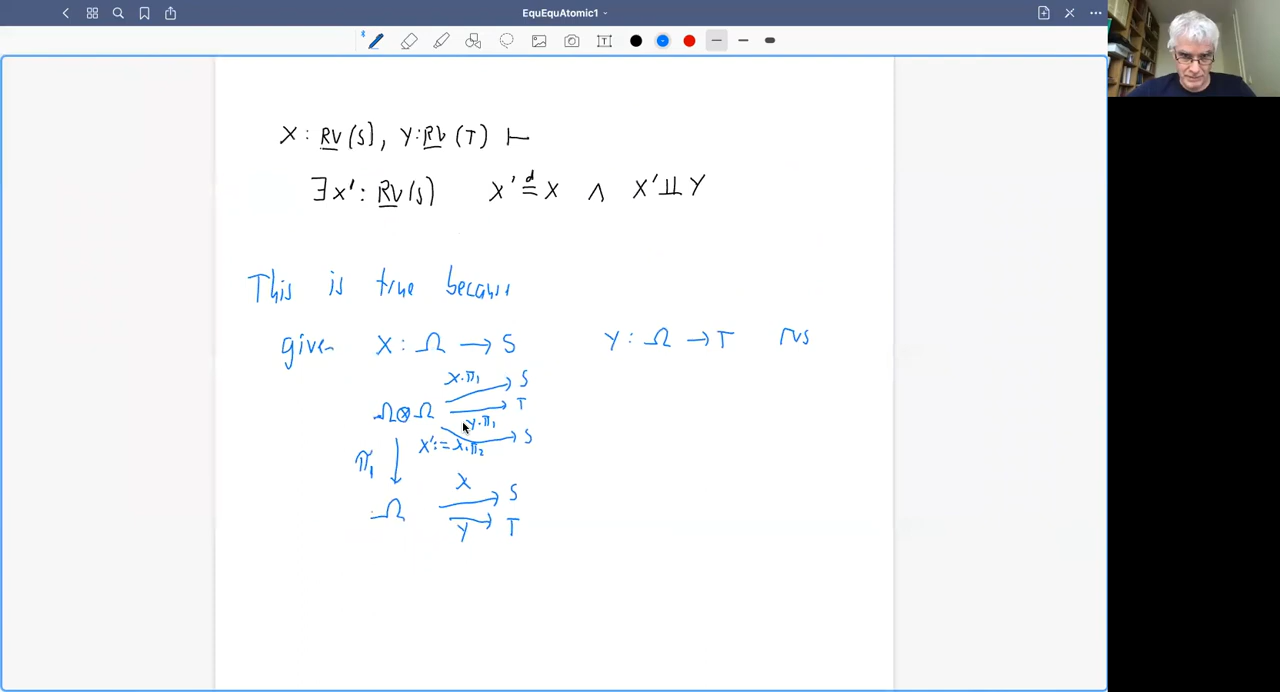 EquEquAtomic1
X : RV(S), Y : RV(T) ⊢
∃X' : RV(S) X' =ᵈ X ∧ X' ⫫ Y
This is true because
given X : Ω → S Y : Ω → T rvs
X·π₁ S
Ω⊗Ω T
Y·π₁
X' := X·π₂ S
π₁
X S
Ω
Y T